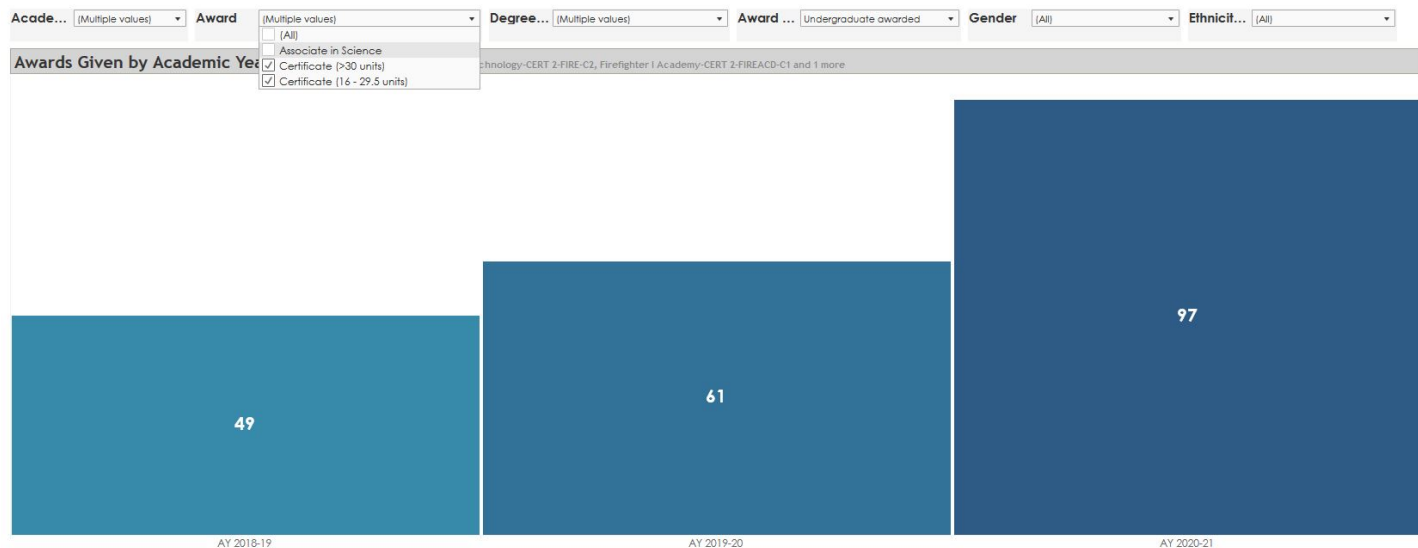 Acade... (Multiple values) Award (Multiple values) Degree... (Multiple values) Award ... Undergraduate awarded Gender (All) Ethnicit... (All)
(All)
Associate in Science
Certificate (>30 units)
Certificate (16 - 29.5 units)
Awards Given by Academic Yea chnology-CERT 2-FIRE-C2, Firefighter I Academy-CERT 2-FIREACD-C1 and 1 more
97
61
49
AY 2018-19 AY 2019-20 AY 2020-21